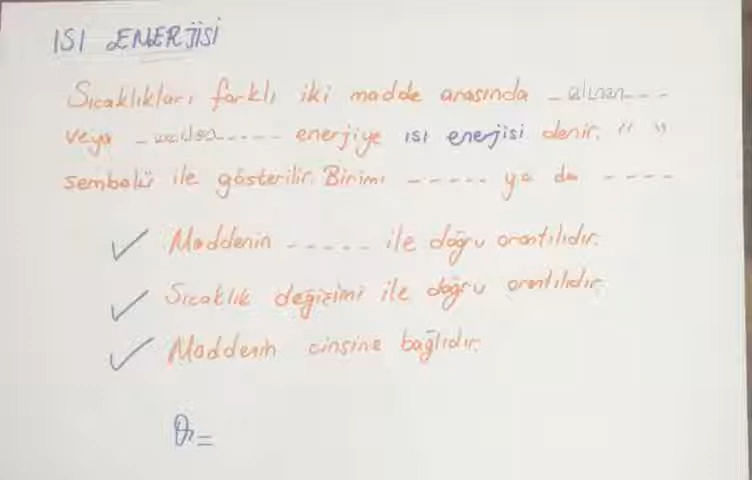 ISI ENERJİSİ
Sıcaklıkları farklı iki madde arasında _ alınan _ _ _
veya _ verilen _ _ _ _ enerjiye ısı enerjisi denir. " "
sembolü ile gösterilir. Birimi _ _ _ _ _ ya da _ _ _ _
✓ Maddenin _ _ _ _ _ ile doğru orantılıdır.
✓ Sıcaklık değişimi ile doğru orantılıdır.
✓ Maddenin cinsine bağlıdır.